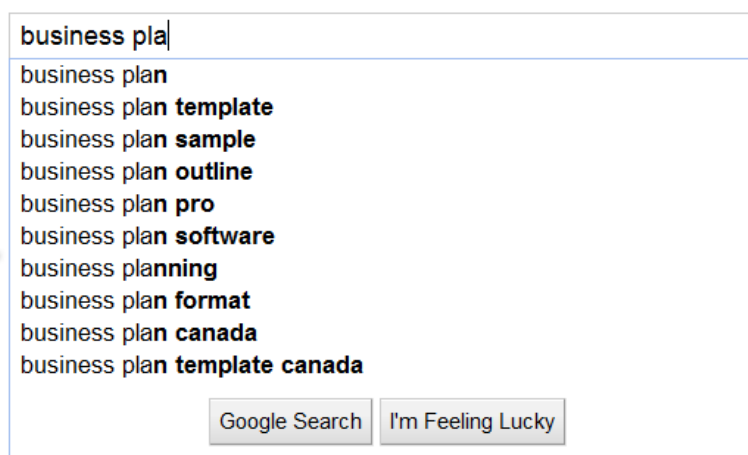 business pla
business plan
business plan template
business plan sample
business plan outline
business plan pro
business plan software
business planning
business plan format
business plan canada
business plan template canada
Google Search I'm Feeling Lucky